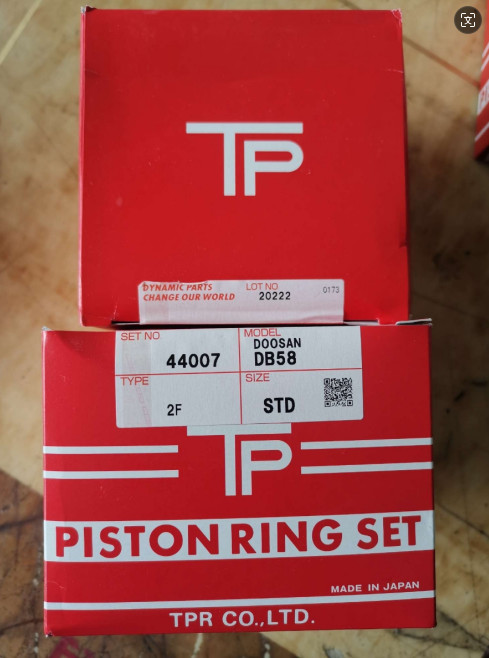 TP
DYNAMIC PARTS
CHANGE OUR WORLD
LOT NO
20222
0173
SET NO
44007
MODEL
DOOSAN
DB58
TYPE
2F
SIZE
STD
TP
PISTON RING SET
MADE IN JAPAN
TPR CO.,LTD.